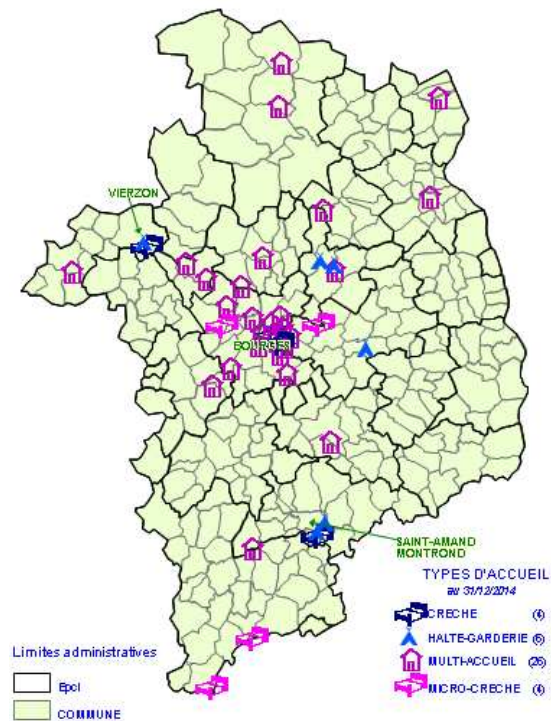 VIERZON
BOURGES
SAINT-AMAND
MONTROND
TYPES D'ACCUEIL
au 31/12/2014
CRECHE (4)
HALTE-GARDERIE (6)
MULTI-ACCUEIL (26)
MICRO-CRECHE (4)
Limites administratives
Epci
COMMUNE